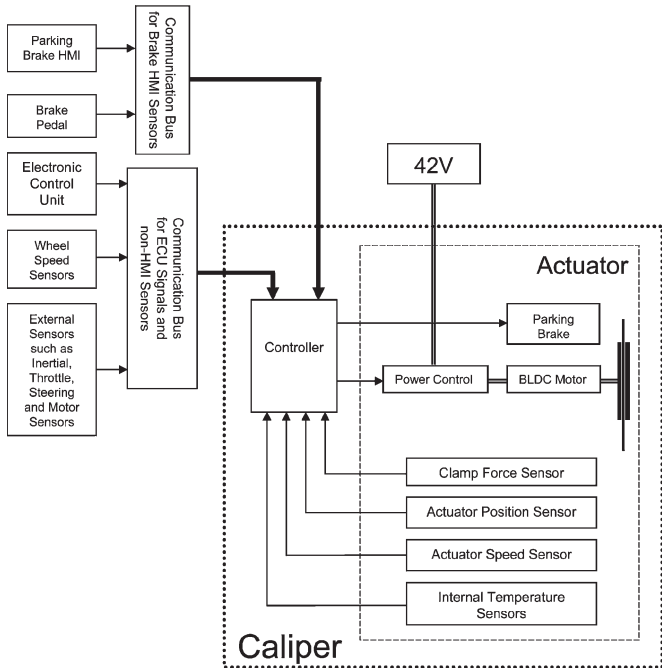 Parking
Brake HMI
Communication Bus
for Brake HMI Sensors
Brake
Pedal
Electronic
Control
Unit
Communication Bus
for ECU Signals and
non-HMI Sensors
Wheel
Speed
Sensors
External
Sensors
such as
Inertial,
Throttle,
Steering
and Motor
Sensors
42V
Actuator
Controller
Parking
Brake
Power Control
BLDC Motor
Clamp Force Sensor
Actuator Position Sensor
Actuator Speed Sensor
Internal Temperature
Sensors
Caliper